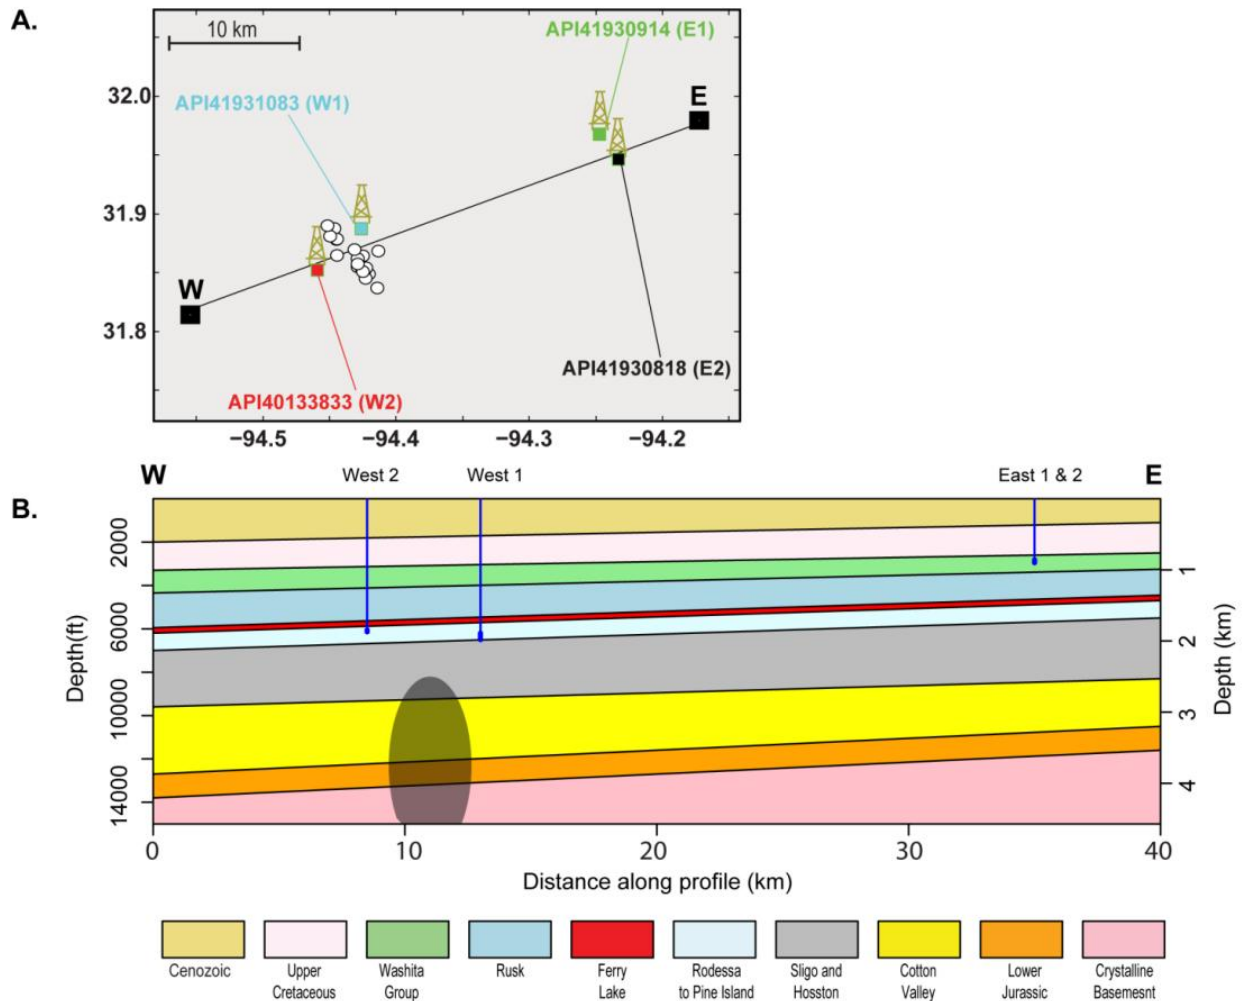 A.
10 km
API41930914 (E1)
API41931083 (W1)
E
32.0
31.9
W
31.8
API41930818 (E2)
API40133833 (W2)
−94.5 −94.4 −94.3 −94.2
W West 2 West 1 East 1 & 2 E
B.
Depth(ft)
2000
6000
10000
14000
1
2
3
4
Depth (km)
0 10 20 30 40
Distance along profile (km)
Cenozoic
Upper
Cretaceous
Washita
Group
Rusk
Ferry
Lake
Rodessa
to Pine Island
Sligo and
Hosston
Cotton
Valley
Lower
Jurassic
Crystalline
Basemesnt